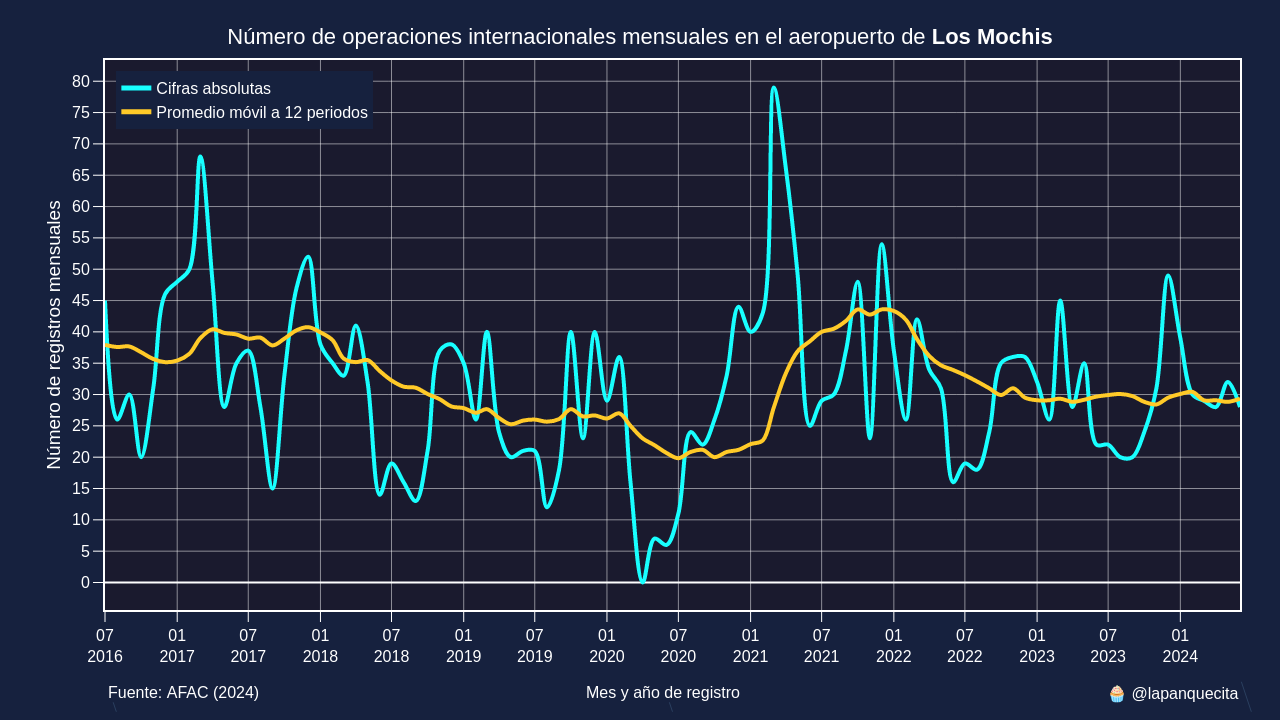 Número de operaciones internacionales mensuales en el aeropuerto de Los Mochis
Cifras absolutas
Promedio móvil a 12 periodos
Número de registros mensuales
80
75
70
65
60
55
50
45
40
35
30
25
20
15
10
5
0
07 01 07 01 07 01 07 01 07 01 07 01 07 01 07 01
2016 2017 2017 2018 2018 2019 2019 2020 2020 2021 2021 2022 2022 2023 2023 2024
Fuente: AFAC (2024)
Mes y año de registro
🧁 @lapanquecita